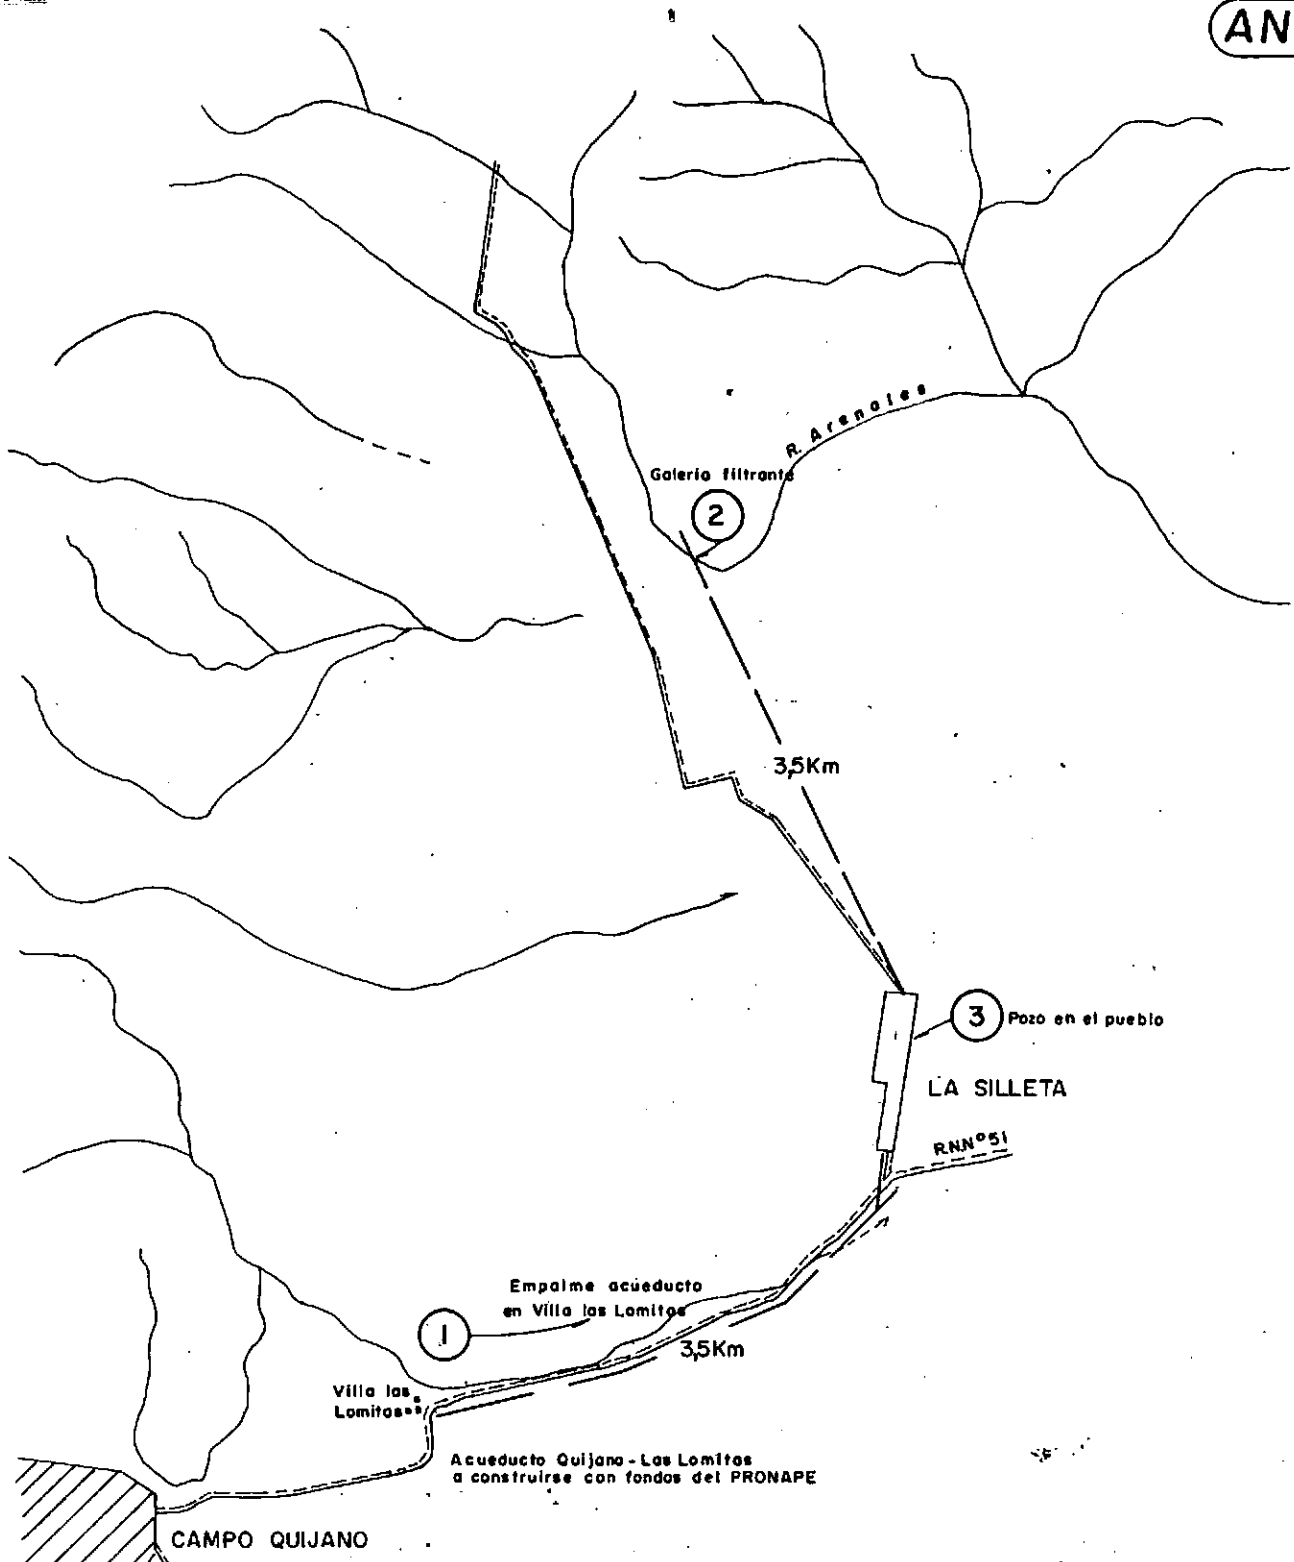 AN
R. Arenales
Galeria filtrante
2
3,5Km
3
Pozo en el pueblo
LA SILLETA
R.N.Nº51
Empalme acueducto
en Villa las Lomitas
1
3,5Km
Villa las
Lomitas
Acueducto Quijano - Las Lomitas
a construirse con fondos del PRONAPE
CAMPO QUIJANO